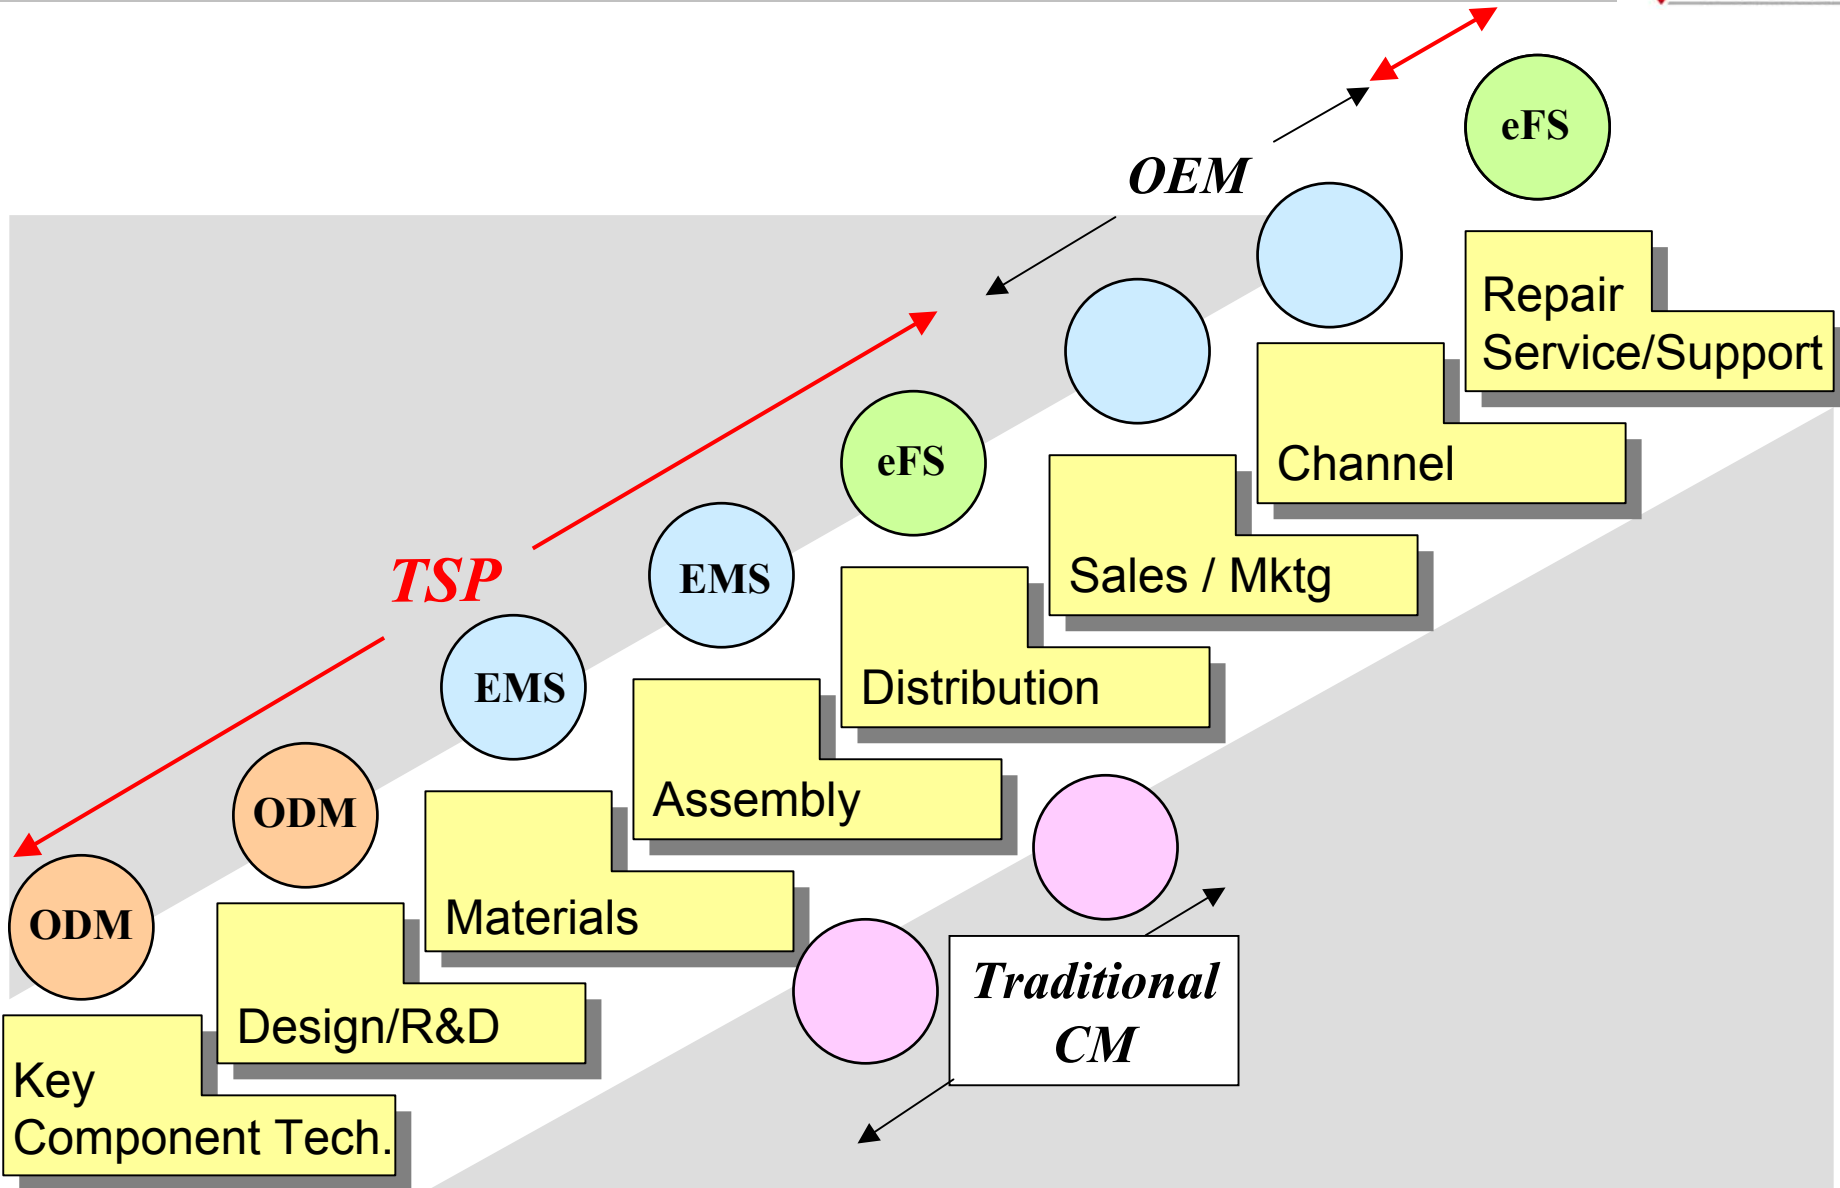 eFS
OEM
Repair
Service/Support
Channel
eFS
Sales / Mktg
TSP
EMS
Distribution
EMS
Assembly
ODM
Materials
ODM
Design/R&D
Traditional
CM
Key
Component Tech.